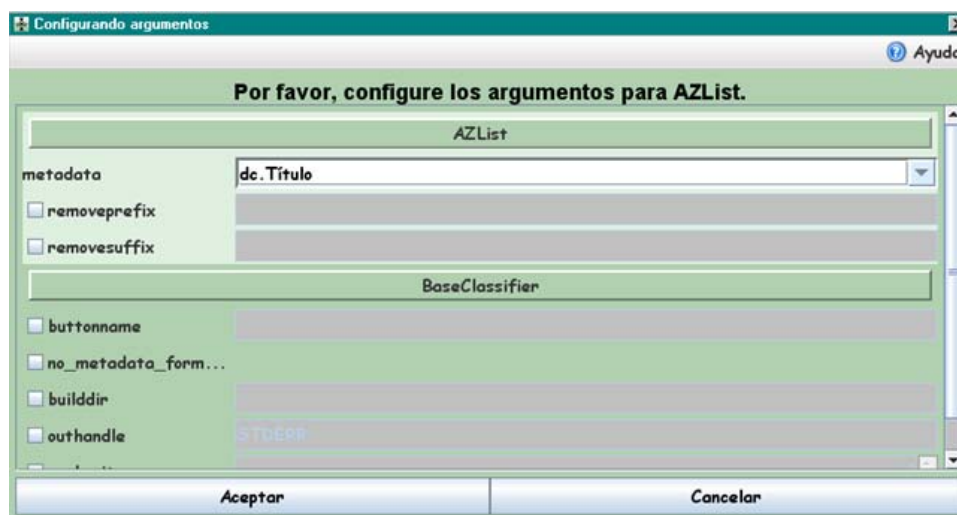 Configurando argumentos
Ayuda
Por favor, configure los argumentos para AZList.
AZList
metadata
dc.Título
removeprefix
removesuffix
BaseClassifier
buttonname
no_metadata_form...
builddir
outhandle STDERR
Aceptar Cancelar